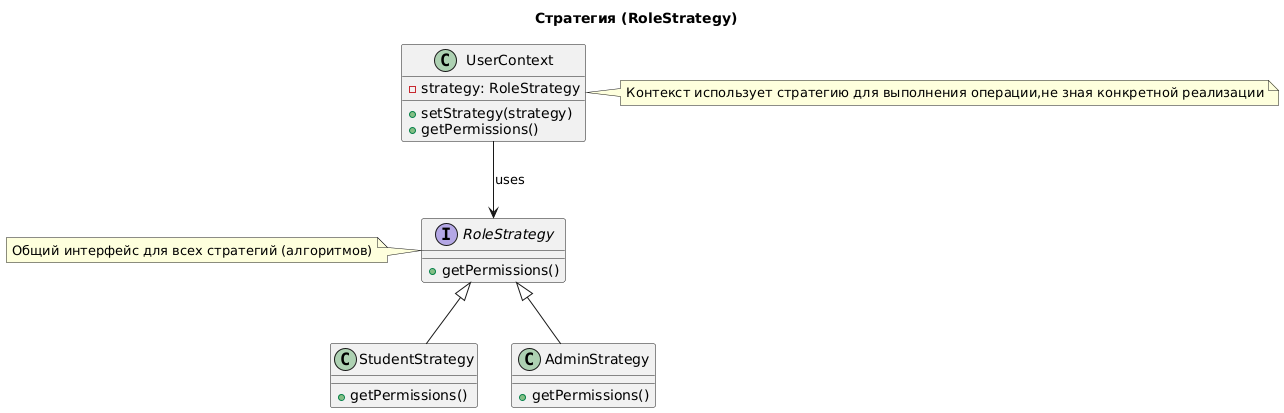 Стратегия (RoleStrategy)
C UserContext
strategy: RoleStrategy
setStrategy(strategy)
getPermissions()
Контекст использует стратегию для выполнения операции,не зная конкретной реализации
uses
I RoleStrategy
getPermissions()
Общий интерфейс для всех стратегий (алгоритмов)
C StudentStrategy
getPermissions()
C AdminStrategy
getPermissions()